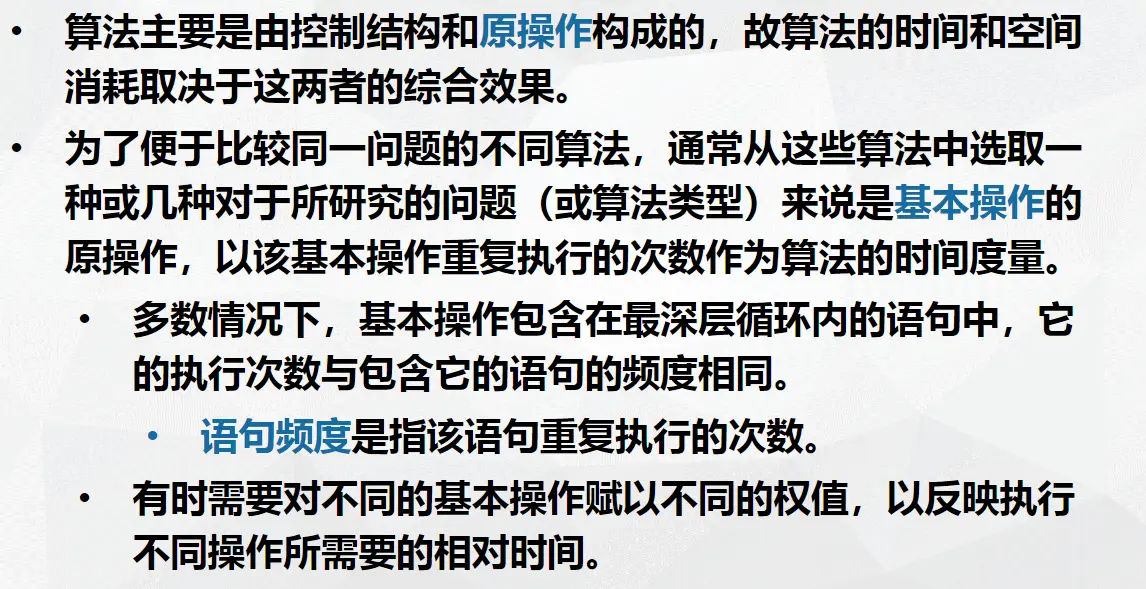 • 算法主要是由控制结构和原操作构成的，故算法的时间和空间
消耗取决于这两者的综合效果。
• 为了便于比较同一问题的不同算法，通常从这些算法中选取一
种或几种对于所研究的问题（或算法类型）来说是基本操作的
原操作，以该基本操作重复执行的次数作为算法的时间度量。
• 多数情况下，基本操作包含在最深层循环内的语句中，它
的执行次数与包含它的语句的频度相同。
• 语句频度是指该语句重复执行的次数。
• 有时需要对不同的基本操作赋以不同的权值，以反映执行
不同操作所需要的相对时间。